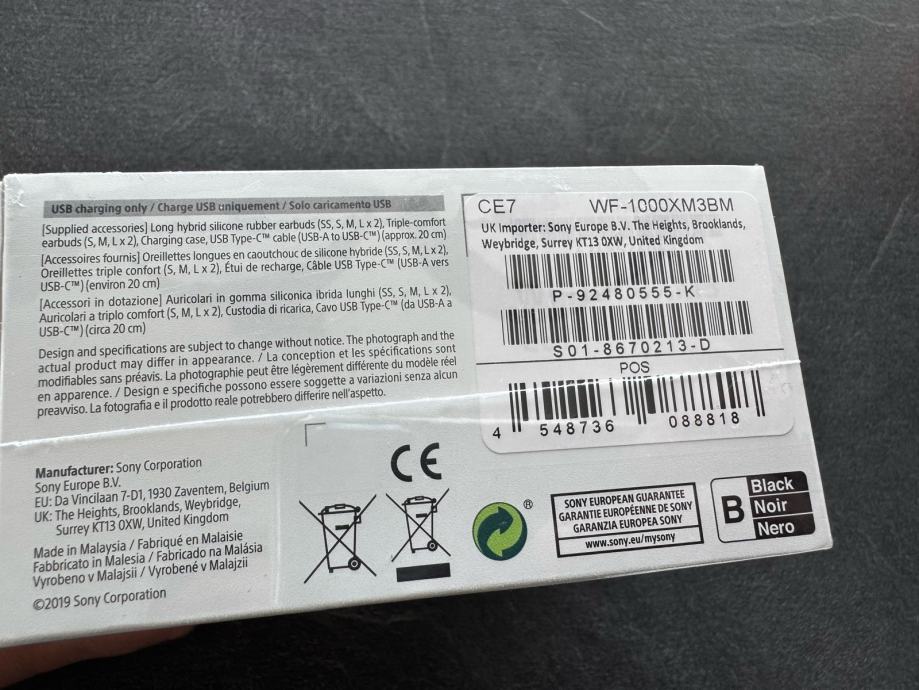 USB charging only / Charge USB uniquement / Solo caricamento USB
[Supplied accessories] Long hybrid silicone rubber earbuds (SS, S, M, L x 2), Triple-comfort
earbuds (S, M, L x 2), Charging case, USB Type-C™ cable (USB-A to USB-C™) (approx. 20 cm)
[Accessoires fournis] Oreillettes longues en caoutchouc de silicone hybride (SS, S, M, L x 2),
Oreillettes triple confort (S, M, L x 2), Étui de recharge, Câble USB Type-C™ (USB-A vers
USB-C™) (environ 20 cm)
[Accessori in dotazione] Auricolari in gomma siliconica ibrida lunghi (SS, S, M, L x 2),
Auricolari a triplo comfort (S, M, L x 2), Custodia di ricarica, Cavo USB Type-C™ (da USB-A a
USB-C™) (circa 20 cm)
Design and specifications are subject to change without notice. The photograph and the
actual product may differ in appearance. / La conception et les spécifications sont
modifiables sans préavis. La photographie peut être légèrement différente du modèle réel
en apparence. / Design e specifiche possono essere soggette a variazioni senza alcun
preavviso. La fotografia e il prodotto reale potrebbero differire nell'aspetto.
Manufacturer: Sony Corporation
Sony Europe B.V.
EU: Da Vincilaan 7-D1, 1930 Zaventem, Belgium
UK: The Heights, Brooklands, Weybridge,
Surrey KT13 0XW, United Kingdom
Made in Malaysia / Fabriqué en Malaisie
Fabbricato in Malesia / Fabricado na Malásia
Vyrobeno v Malajsii / Vyrobené v Malajzii
©2019 Sony Corporation
CE7 WF-1000XM3BM
UK Importer: Sony Europe B.V. The Heights, Brooklands,
Weybridge, Surrey KT13 0XW, United Kingdom
P-92480555-K
S01-8670213-D
POS
4 548736 088818
CE
®
SONY EUROPEAN GUARANTEE
GARANTIE EUROPÉENNE DE SONY
GARANZIA EUROPEA SONY
www.sony.eu/mysony
B
Black
Noir
Nero